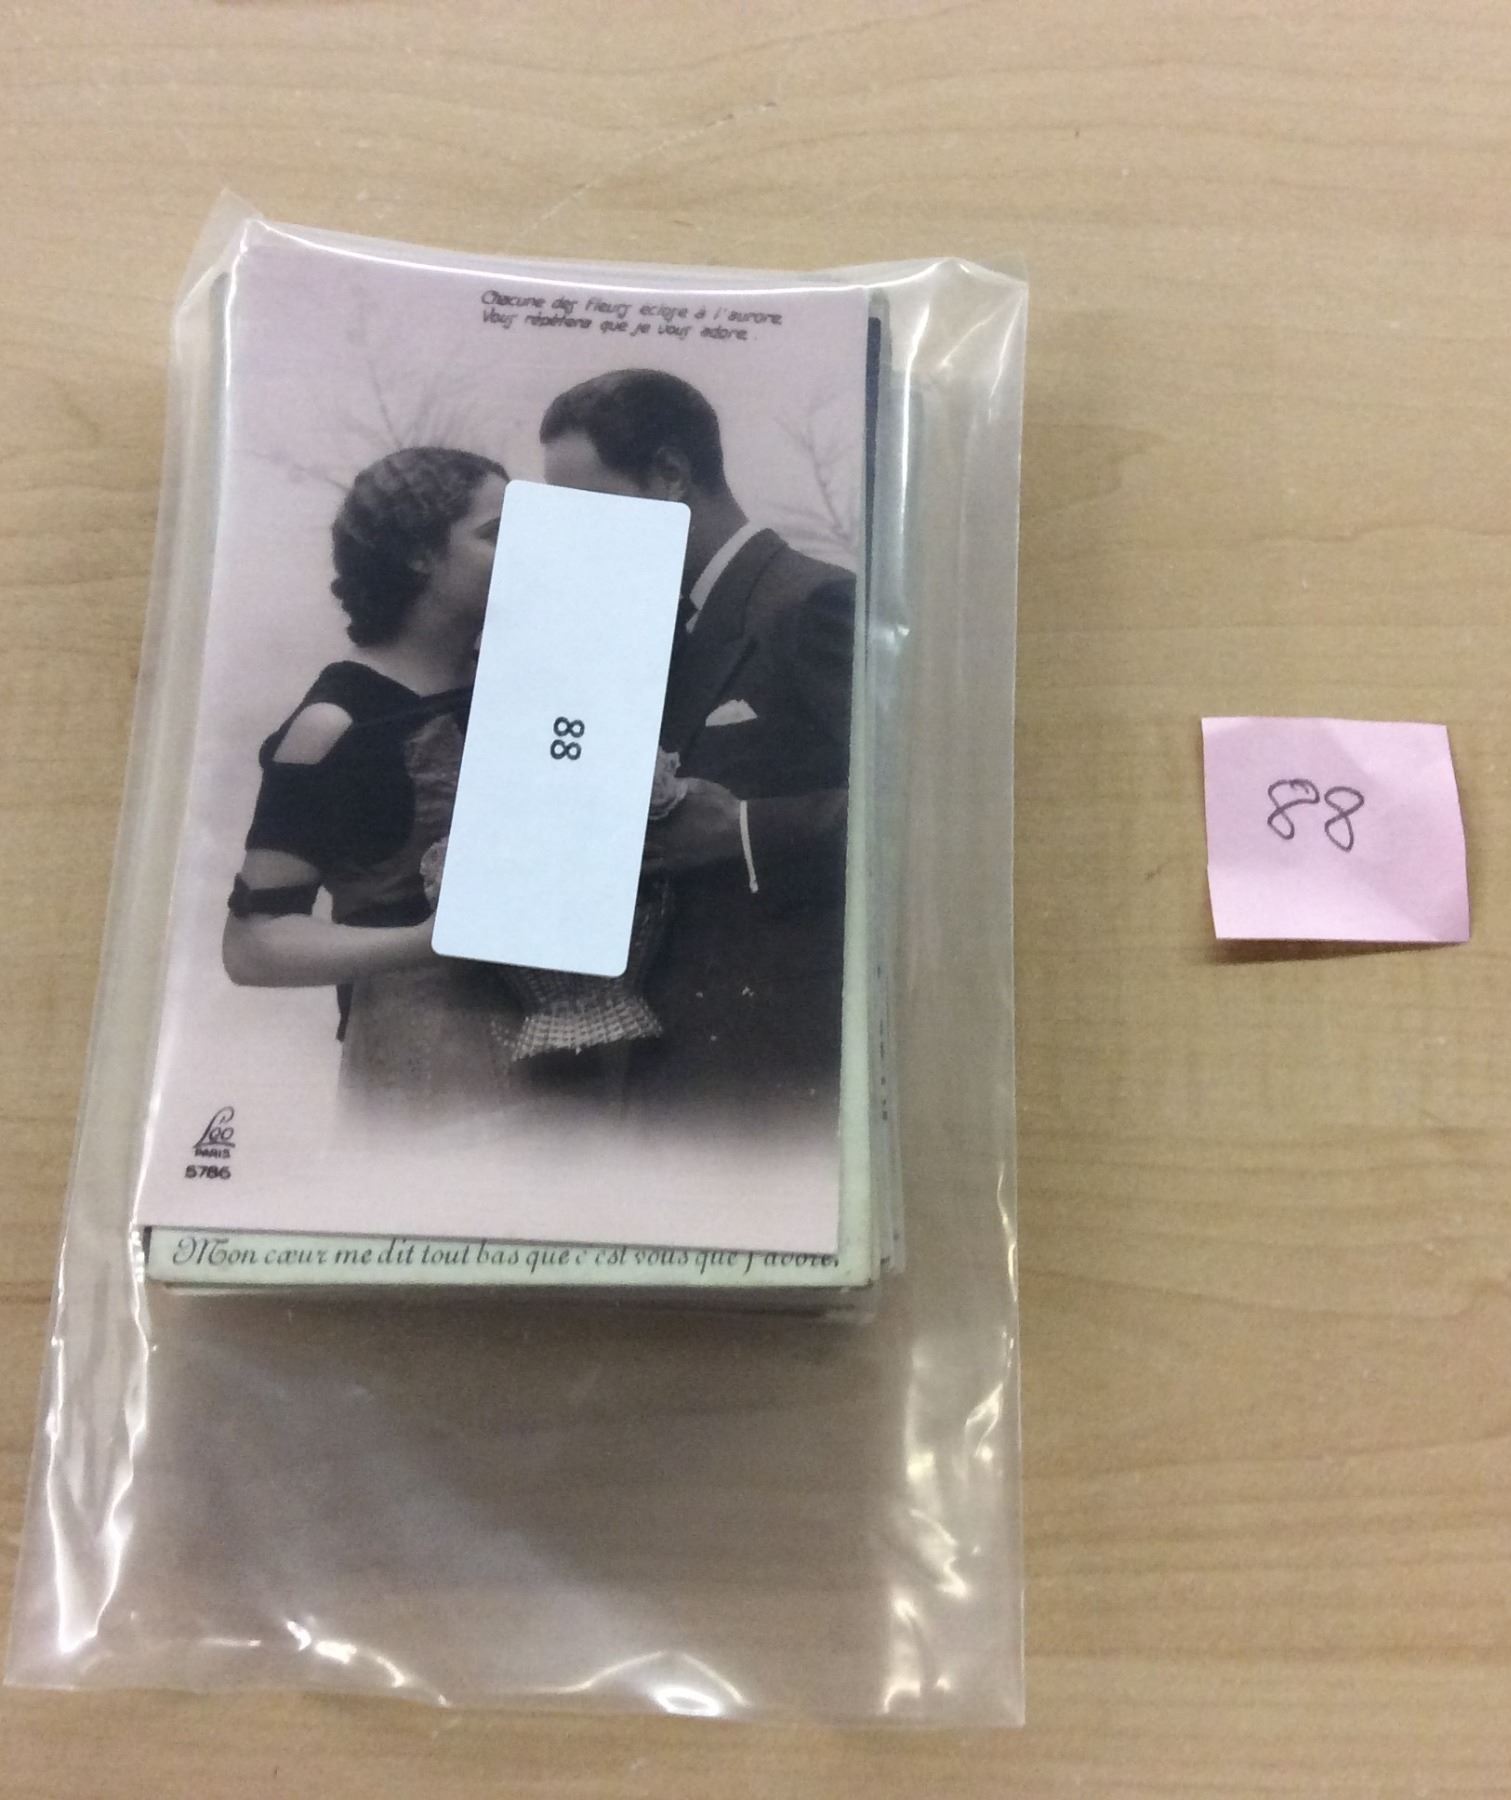 Chacune des fleurs éclose à l'aurore
Vous répètera que je vous adore.
88
88
Léo
PARIS
5786
Mon cœur me dit tout bas que c'est vous que j'adore.